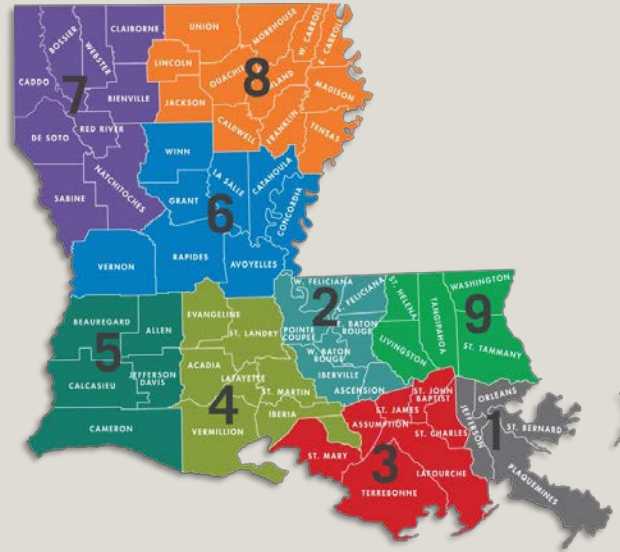 CLAIBORNE
BOSSIER
WEBSTER
CADDO
7
BIENVILLE
DE SOTO
RED RIVER
NATCHITOCHES
SABINE
UNION
MOREHOUSE
W. CARROLL
E. CARROLL
LINCOLN
OUACHI
8
LAND
JACKSON
MADISON
CALDWELL
FRANKLIN
TENSAS
WINN
LA SALLE
CATAHOULA
GRANT
6
CONCORDIA
VERNON
RAPIDES
AVOYELLES
BEAUREGARD
ALLEN
5
JEFFERSON
DAVIS
CALCASIEU
CAMERON
EVANGELINE
ST. LANDRY
ACADIA
LAFAYETTE
ST. MARTIN
4
IBERIA
VERMILLION
W. FELICIANA
E. FELICIANA
2
POINTE
COUPEE
E. BATON
ROUGE
W. BATON
ROUGE
IBERVILLE
ASCENSION
ST. HELENA
TANGIPAHOA
WASHINGTON
9
LIVINGSTON
ST. TAMMANY
ST. JOHN
BAPTIST
ST. JAMES
ASSUMPTION
ST. CHARLES
ST. MARY
3
LAFOURCHE
TERREBONNE
ORLEANS
JEFFERSON
1
ST. BERNARD
PLAQUEMINES